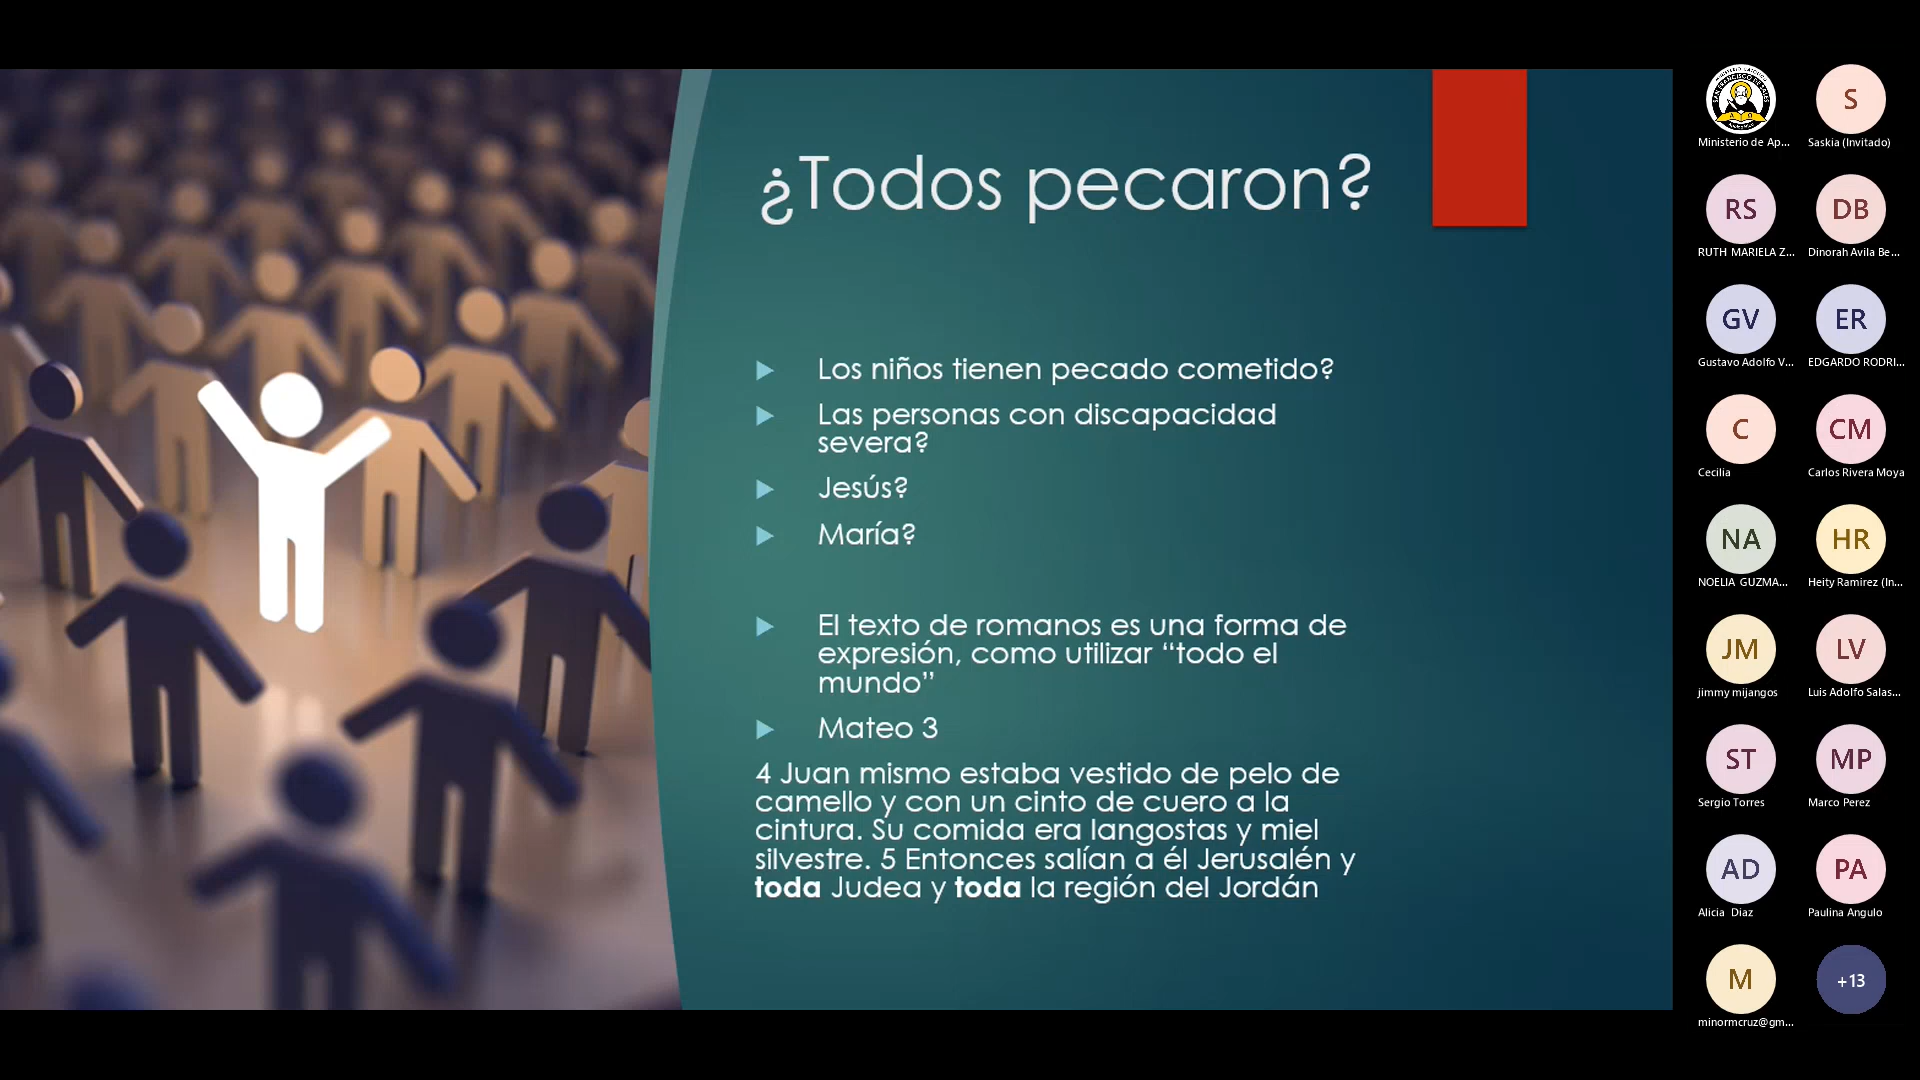 ¿Todos pecaron?
Los niños tienen pecado cometido?
Las personas con discapacidad
severa?
Jesús?
María?
El texto de romanos es una forma de
expresión, como utilizar “todo el
mundo”
Mateo 3
4 Juan mismo estaba vestido de pelo de
camello y con un cinto de cuero a la
cintura. Su comida era langostas y miel
silvestre. 5 Entonces salían a él Jerusalén y
toda Judea y toda la región del Jordán
Ministerio de Ap...
S
Saskia (Invitado)
RS
RUTH MARIELA Z...
DB
Dinorah Avila Be...
GV
Gustavo Adolfo V...
ER
EDGARDO RODRI...
C
Cecilia
CM
Carlos Rivera Moya
NA
NOELIA GUZMA...
HR
Heity Ramirez (In...
JM
jimmy mijangos
LV
Luis Adolfo Salas...
ST
Sergio Torres
MP
Marco Perez
AD
Alicia Diaz
PA
Paulina Angulo
M
minormcruz@gm...
+13